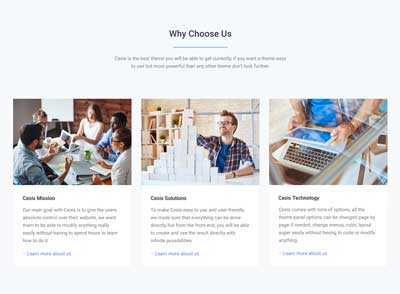 Why Choose Us
Cesis is the best theme you will be able to get currently, if you want a theme easy
to use but more powerful than any other theme don't look further.
Cesis Mission
Our main goal with Cesis is to give the users
absolute control over their website, we want
them to be able to modify anything really
easily without having to spend hours to learn
how to do it
→ Learn more about us
Cesis Solutions
To make Cesis easy to use and user-friendly
we made sure that everything can be done
directly live from the front-end, you will be able
to create and see the result directly with
infinite possibilities
→ Learn more about us
Cesis Technology
Cesis comes with tons of options, all the
theme panel options can be changed page by
page if needed, change menus, color, layout
super easily without having to code or modify
anything.
→ Learn more about us